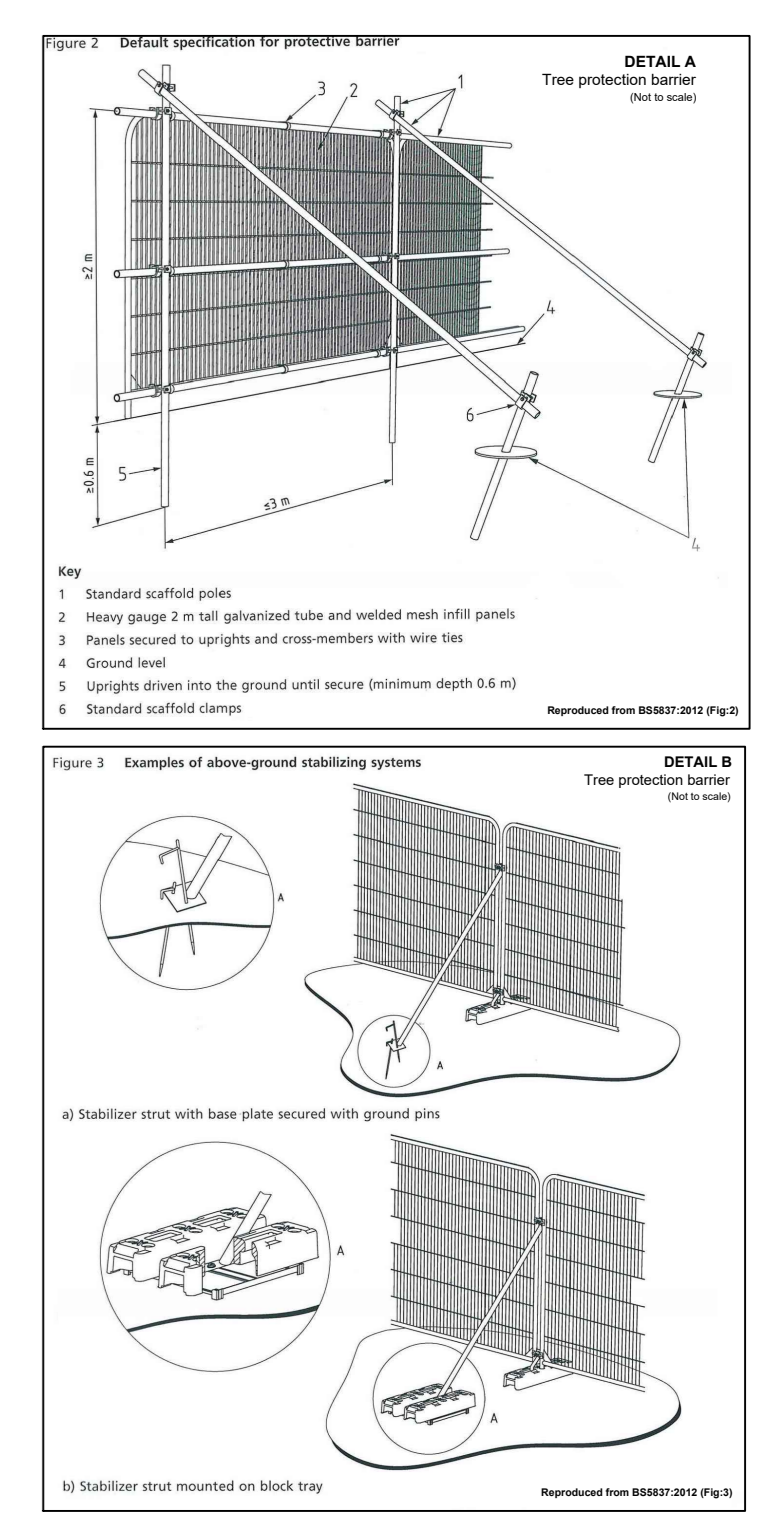 Figure 2 Default specification for protective barrier
DETAIL A
Tree protection barrier
(Not to scale)
1
3
2
≥2 m
4
6
≥0.6 m
5
≤3 m
4
Key
1 Standard scaffold poles
2 Heavy gauge 2 m tall galvanized tube and welded mesh infill panels
3 Panels secured to uprights and cross-members with wire ties
4 Ground level
5 Uprights driven into the ground until secure (minimum depth 0.6 m)
6 Standard scaffold clamps
Reproduced from BS5837:2012 (Fig:2)
Figure 3 Examples of above-ground stabilizing systems
DETAIL B
Tree protection barrier
(Not to scale)
A
A
a) Stabilizer strut with base plate secured with ground pins
A
A
b) Stabilizer strut mounted on block tray
Reproduced from BS5837:2012 (Fig:3)